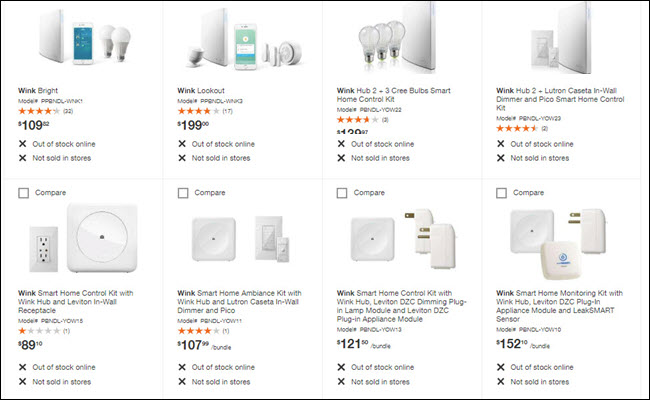 Wink Bright
Model# PPBNDL-WNK1
(32)
$109 82
Out of stock online
Not sold in stores
Wink Lookout
Model# PPBNDL-WNK3
(17)
$199 00
Out of stock online
Not sold in stores
Wink Hub 2 + 3 Cree Bulbs Smart
Home Control Kit
Model# PBNDL-YOW22
(3)
$129 97
Out of stock online
Not sold in stores
Wink Hub 2 + Lutron Caseta In-Wall
Dimmer and Pico Smart Home Control
Kit
Model# PBNDL-YOW23
(2)
Out of stock online
Not sold in stores
Compare
Wink Smart Home Control Kit with
Wink Hub and Leviton In-Wall
Receptacle
Model# PBNDL-YOW15
(1)
$89 10
Out of stock online
Not sold in stores
Compare
Wink Smart Home Ambiance Kit with
Wink Hub and Lutron Caseta In-Wall
Dimmer and Pico
Model# PBNDL-YOW11
(1)
$107 99 /bundle
Out of stock online
Not sold in stores
Compare
Wink Smart Home Control Kit with
Wink Hub, Leviton DZC Dimming Plug-
in Lamp Module and Leviton DZC
Plug-in Appliance Module
Model# PBNDL-YOW13
$121 50 /bundle
Out of stock online
Not sold in stores
Compare
Wink Smart Home Monitoring Kit with
Wink Hub, Leviton DZC Plug-In
Appliance Module and LeakSMART
Sensor
Model# PBNDL-YOW10
$152 10 /bundle
Out of stock online
Not sold in stores